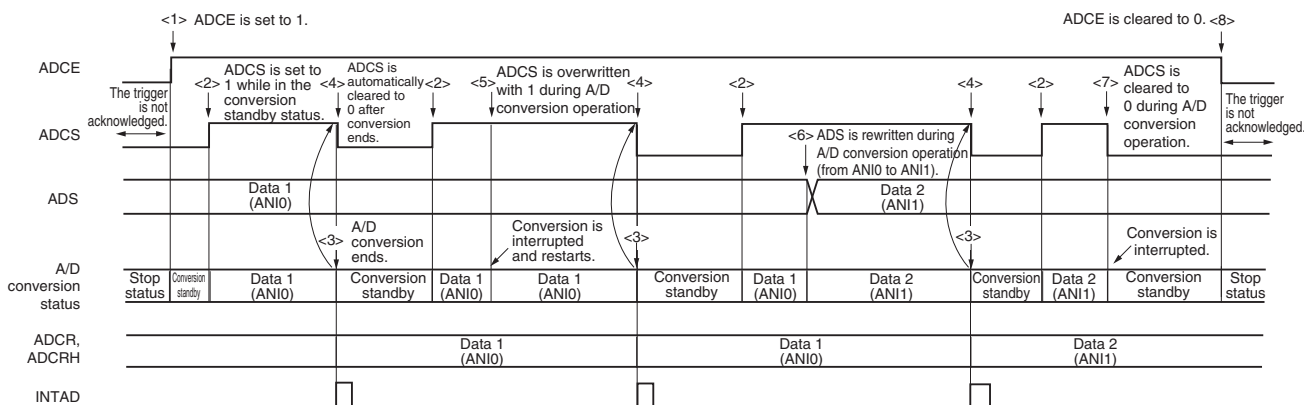 <1> ADCE is set to 1.
ADCE is cleared to 0. <8>
ADCE
The trigger
is not
acknowledged.
<2> ADCS is set to
1 while in the
conversion
standby status.
<4> ADCS is
automatically
cleared to
0 after
conversion
ends.
<2>
<5> ADCS is overwritten
with 1 during A/D
conversion operation.
<4>
<2>
<4>
<2>
<7> ADCS is
cleared to
0 during A/D
conversion
operation.
The trigger
is not
acknowledged.
ADCS
<6> ADS is rewritten during
A/D conversion operation
(from ANI0 to ANI1).
ADS
Data 1
(ANI0)
Data 2
(ANI1)
<3> A/D
conversion
ends.
Conversion is
interrupted
and restarts.
<3>
<3>
Conversion is
interrupted.
A/D
conversion
status
Stop
status
Conversion
standby
Data 1
(ANI0)
Conversion
standby
Data 1
(ANI0)
Data 1
(ANI0)
Conversion
standby
Data 1
(ANI0)
Data 2
(ANI1)
Conversion
standby
Data 2
(ANI1)
Conversion
standby
Stop
status
ADCR,
ADCRH
Data 1
(ANI0)
Data 1
(ANI0)
Data 2
(ANI1)
INTAD